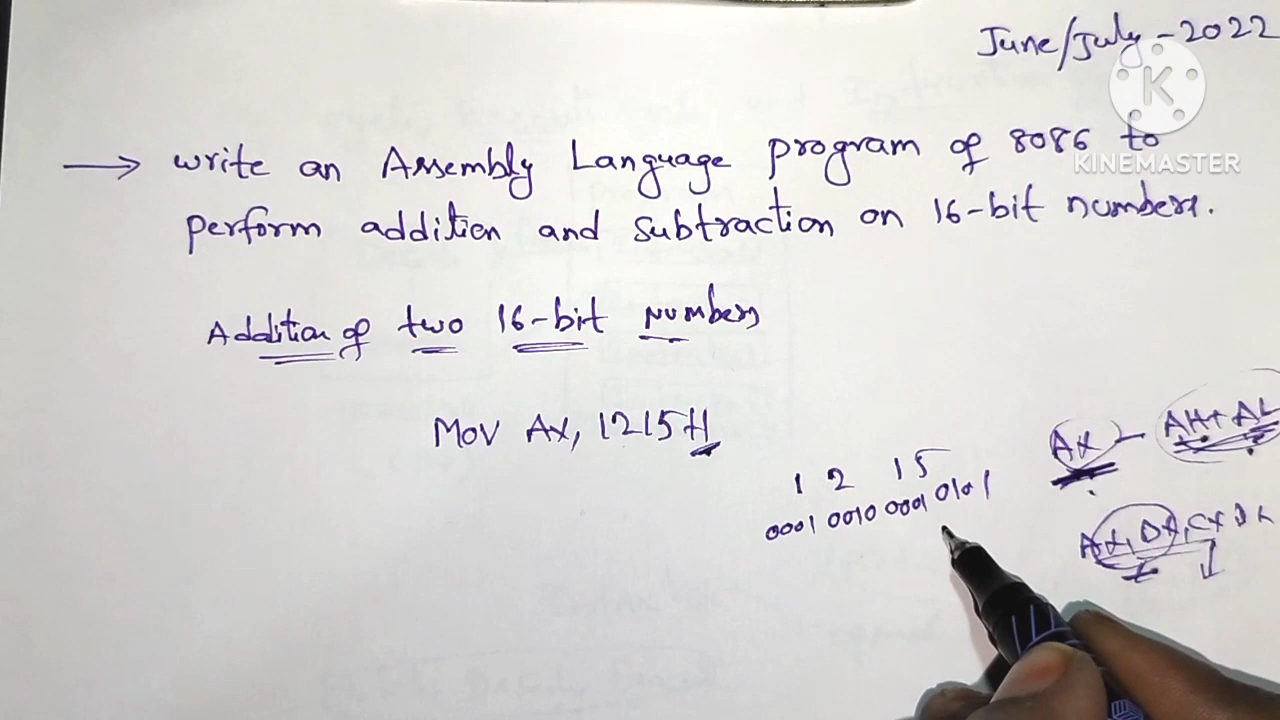 June/July-2022
K
KINEMASTER
→ write an Assembly Language program of 8086 to
perform addition and subtraction on 16-bit numbers.
Addition of two 16-bit Numbers
Mov Ax, 1215H
Ax - AH+AL
1 2 15
0001 0010 0001 0101